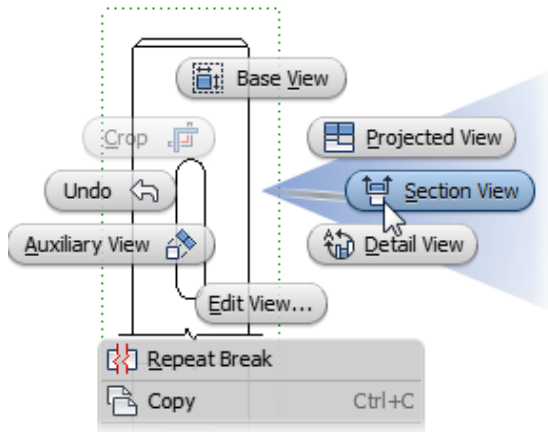 Base View
Crop
Projected View
Undo
Section View
Auxiliary View
A
Detail View
Edit View...
Repeat Break
Copy Ctrl+C